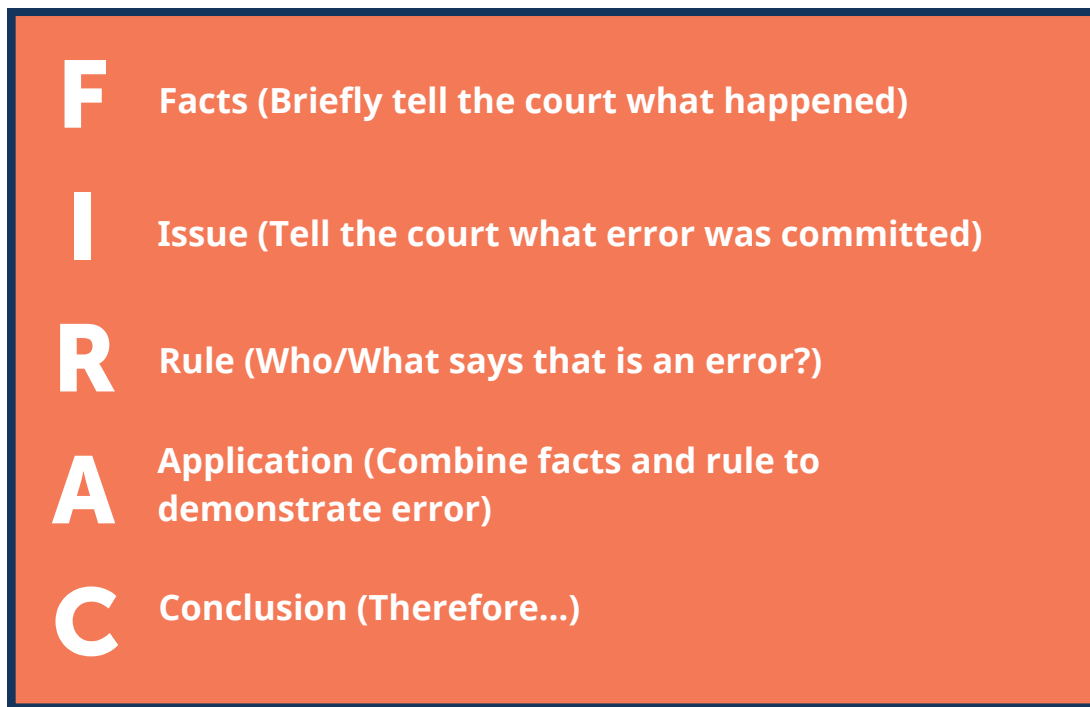 F Facts (Briefly tell the court what happened)
I Issue (Tell the court what error was committed)
R Rule (Who/What says that is an error?)
A Application (Combine facts and rule to
demonstrate error)
C Conclusion (Therefore...)